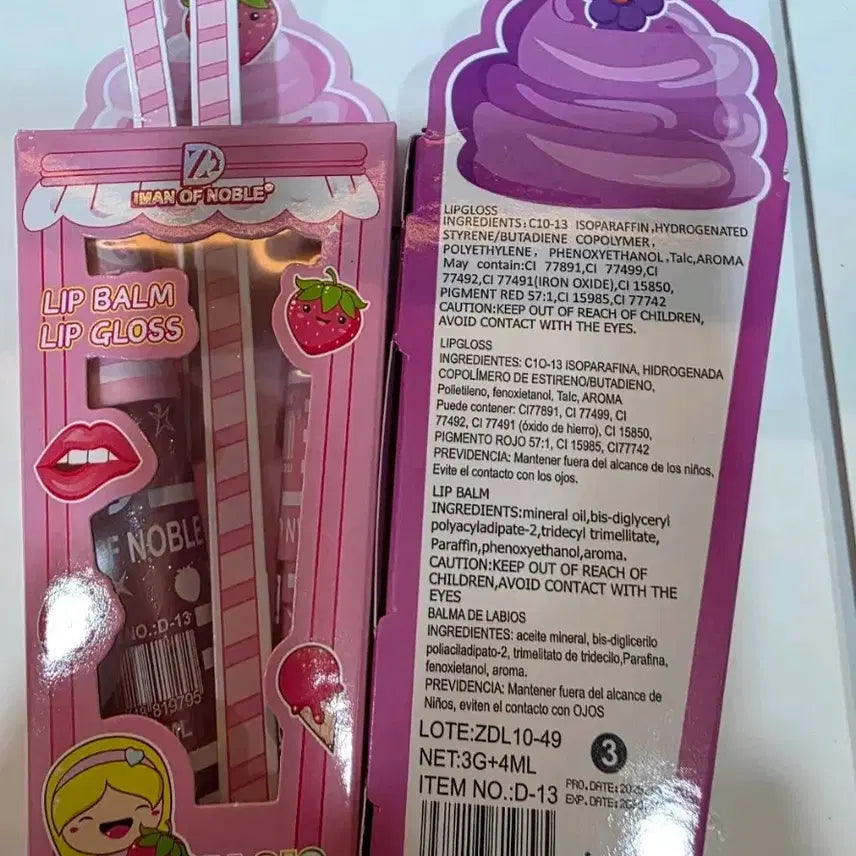 IMAN OF NOBLE®
LIP BALM
LIP GLOSS
OF NOBLE
NO.:D-13
819795
LIPGLOSS
INGREDIENTS:C10-13 ISOPARAFFIN,HYDROGENATED
STYRENE/BUTADIENE COPOLYMER,
POLYETHYLENE, PHENOXYETHANOL,Talc,AROMA
May contain:CI 77891,CI 77499,CI
77492,CI 77491(IRON OXIDE),CI 15850,
PIGMENT RED 57:1,CI 15985,CI 77742
CAUTION:KEEP OUT OF REACH OF CHILDREN,
AVOID CONTACT WITH THE EYES.
LIPGLOSS
INGREDIENTES: C10-13 ISOPARAFINA, HIDROGENADA
COPOLÍMERO DE ESTIRENO/BUTADIENO,
Polietileno, fenoxietanol, Talc, AROMA
Puede contener: CI77891, CI 77499, CI
77492, CI 77491 (óxido de hierro), CI 15850,
PIGMENTO ROJO 57:1, CI 15985, CI77742
PREVIDENCIA: Mantener fuera del alcance de los niños,
Evite el contacto con los ojos.
LIP BALM
INGREDIENTS:mineral oil,bis-diglyceryl
polyacyladipate-2,tridecyl trimellitate,
Paraffin,phenoxyethanol,aroma.
CAUTION:KEEP OUT OF REACH OF
CHILDREN,AVOID CONTACT WITH THE
EYES
BALMA DE LABIOS
INGREDIENTES: aceite mineral, bis-diglicerilo
poliaciladipato-2, trimelitato de tridecilo,Parafina,
fenoxietanol, aroma.
PREVIDENCIA: Mantener fuera del alcance de
Niños, eviten el contacto con OJOS
LOTE:ZDL10-49
NET:3G+4ML
ITEM NO.:D-13
3
PRO.DATE:
EXP.DATE: